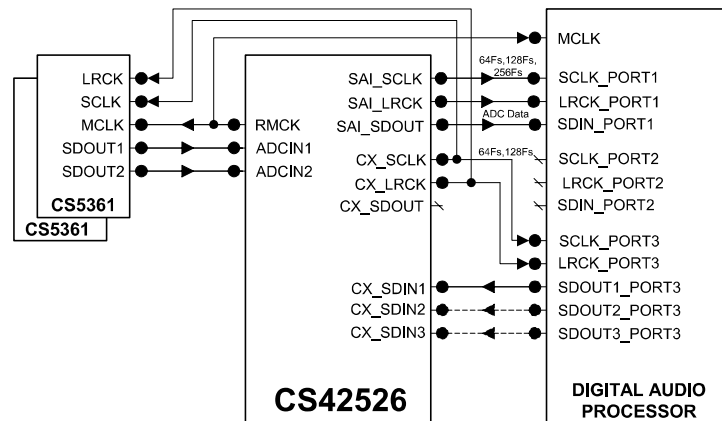 LRCK
SCLK
MCLK
SDOUT1
SDOUT2
CS5361
CS5361
RMCK
ADCIN1
ADCIN2
SAI_SCLK
SAI_LRCK
SAI_SDOUT
CX_SCLK
CX_LRCK
CX_SDOUT
CX_SDIN1
CX_SDIN2
CX_SDIN3
CS42526
64Fs,128Fs,
256Fs
ADC Data
64Fs,128Fs
MCLK
SCLK_PORT1
LRCK_PORT1
SDIN_PORT1
SCLK_PORT2
LRCK_PORT2
SDIN_PORT2
SCLK_PORT3
LRCK_PORT3
SDOUT1_PORT3
SDOUT2_PORT3
SDOUT3_PORT3
DIGITAL AUDIO
PROCESSOR